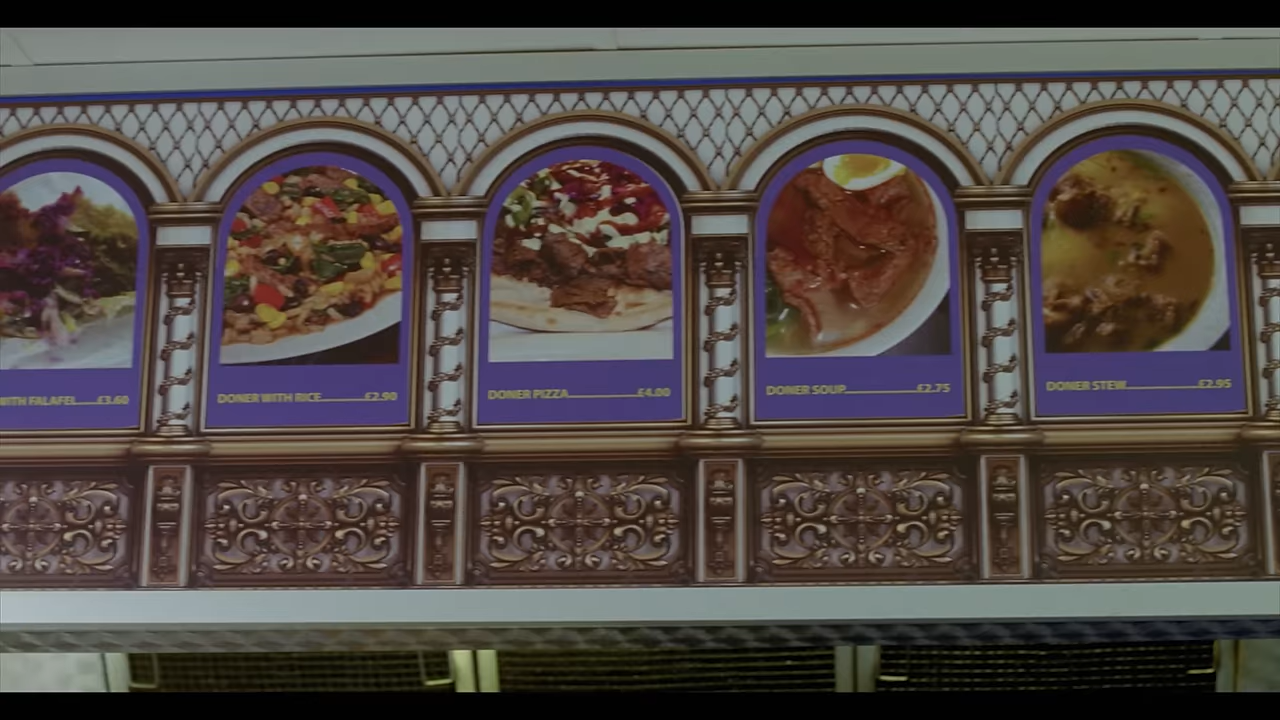 WITH FALAFEL......£3.60
DONER WITH RICE............£2.90
DONER PIZZA..................£4.00
DONER SOUP..................£2.75
DONER STEW..................£2.95